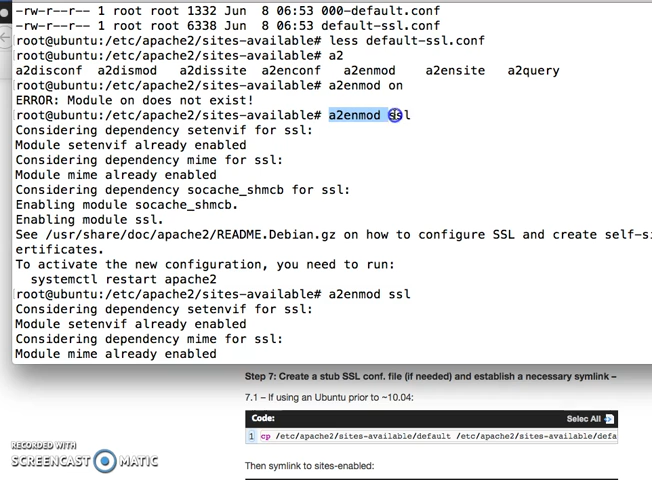 -rw-r--r-- 1 root root 1332 Jun  8 06:53 000-default.conf
-rw-r--r-- 1 root root 6338 Jun  8 06:53 default-ssl.conf
root@ubuntu:/etc/apache2/sites-available# less default-ssl.conf
root@ubuntu:/etc/apache2/sites-available# a2
a2disconf  a2dismod   a2dissite  a2enconf   a2enmod    a2ensite   a2query
root@ubuntu:/etc/apache2/sites-available# a2enmod on
ERROR: Module on does not exist!
root@ubuntu:/etc/apache2/sites-available# a2enmod ssl
Considering dependency setenvif for ssl:
Module setenvif already enabled
Considering dependency mime for ssl:
Module mime already enabled
Considering dependency socache_shmcb for ssl:
Enabling module socache_shmcb.
Enabling module ssl.
See /usr/share/doc/apache2/README.Debian.gz on how to configure SSL and create self-si
ertificates.
To activate the new configuration, you need to run:
  systemctl restart apache2
root@ubuntu:/etc/apache2/sites-available# a2enmod ssl
Considering dependency setenvif for ssl:
Module setenvif already enabled
Considering dependency mime for ssl:
Module mime already enabled
Step 7: Create a stub SSL conf. file (if needed) and establish a necessary symlink –
7.1 – If using an Ubuntu prior to ~10.04:
Code: Selec All
1 cp /etc/apache2/sites-available/default /etc/apache2/sites-available/defa
Then symlink to sites-enabled:
RECORDED WITH
SCREENCAST MATIC